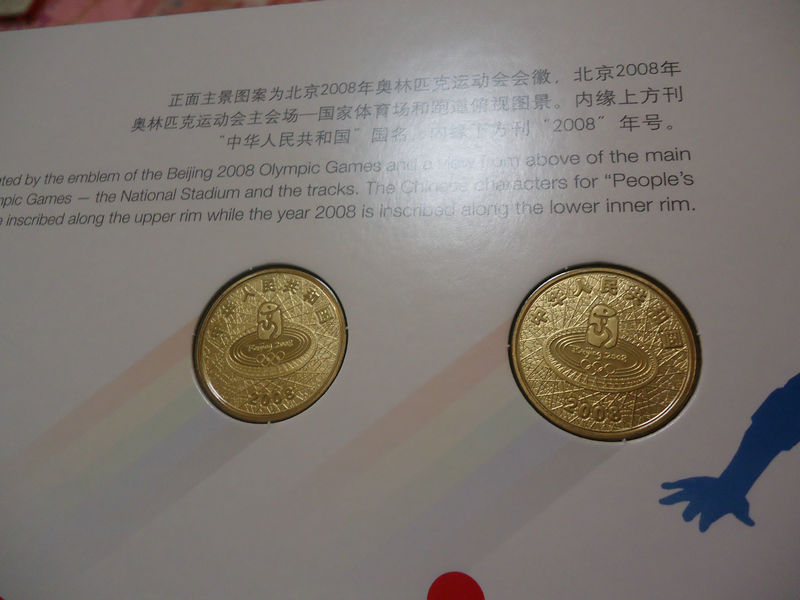 正面主景图案为北京2008年奥林匹克运动会会徽，北京2008年
奥林匹克运动会主会场—国家体育场和跑道俯视图景。内缘上方刊
“中华人民共和国”国名，内缘下方刊“2008”年号。
ted by the emblem of the Beijing 2008 Olympic Games and a view from above of the main
mpic Games — the National Stadium and the tracks. The Chinese characters for “People's
e inscribed along the upper rim while the year 2008 is inscribed along the lower inner rim.
中华人民共和国
Beijing 2008
2008
中华人民共和国
Beijing 2008
2008